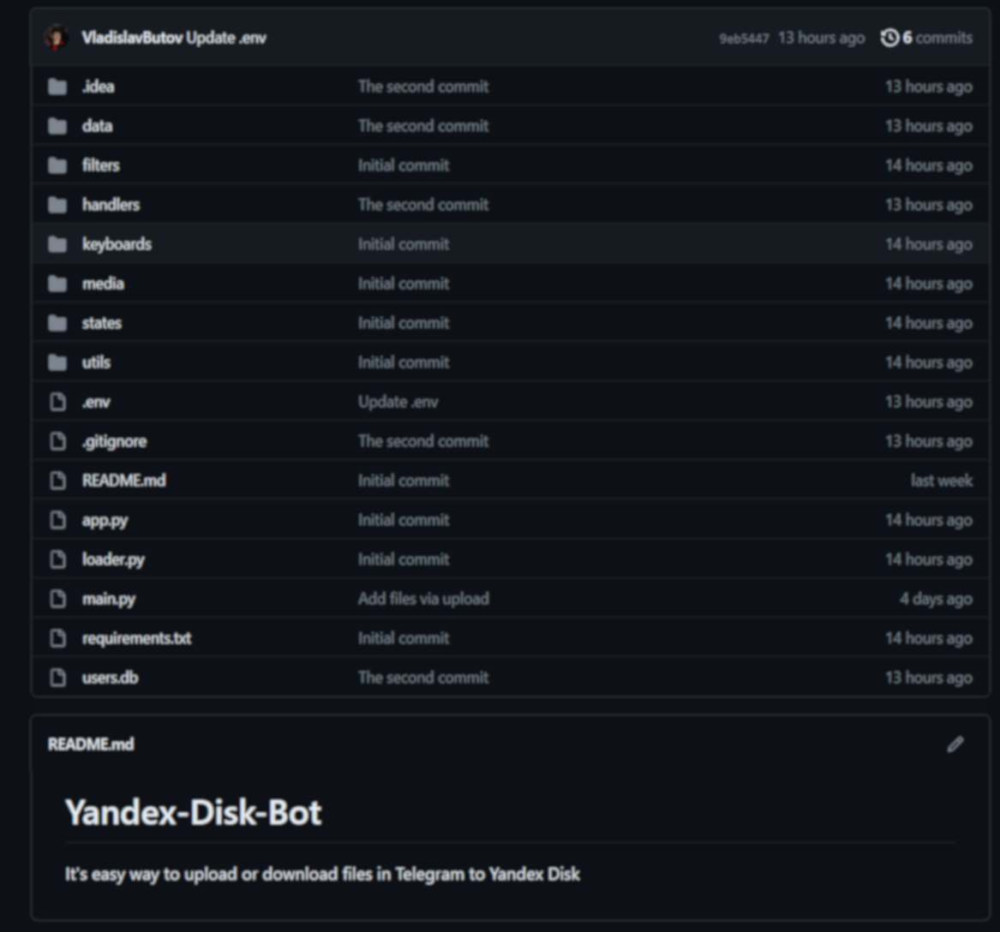 VladislavButov Update .env 9eb5447 13 hours ago 6 commits
.idea The second commit 13 hours ago
data The second commit 13 hours ago
filters Initial commit 14 hours ago
handlers The second commit 13 hours ago
keyboards Initial commit 14 hours ago
media Initial commit 14 hours ago
states Initial commit 14 hours ago
utils Initial commit 14 hours ago
.env Update .env 13 hours ago
.gitignore The second commit 13 hours ago
README.md Initial commit last week
app.py Initial commit 14 hours ago
loader.py Initial commit 14 hours ago
main.py Add files via upload 4 days ago
requirements.txt Initial commit 14 hours ago
users.db The second commit 13 hours ago
README.md
Yandex-Disk-Bot
It's easy way to upload or download files in Telegram to Yandex Disk